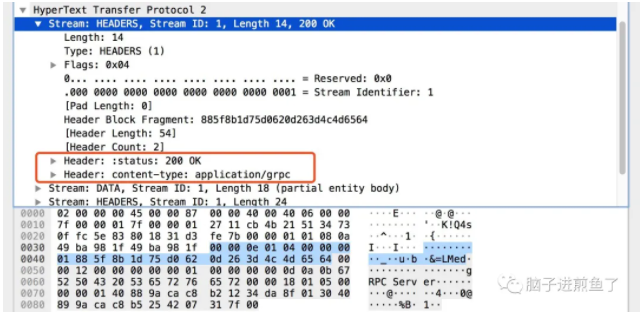 HyperText Transfer Protocol 2
Stream: HEADERS, Stream ID: 1, Length 14, 200 OK
Length: 14
Type: HEADERS (1)
Flags: 0x04
0... .... .... .... .... .... .... .... = Reserved: 0x0
.000 0000 0000 0000 0000 0000 0000 0001 = Stream Identifier: 1
[Pad Length: 0]
Header Block Fragment: 885f8b1d75d0620d263d4c4d6564
[Header Length: 54]
[Header Count: 2]
Header: :status: 200 OK
Header: content-type: application/grpc
Stream: DATA, Stream ID: 1, Length 18 (partial entity body)
Stream: HEADERS, Stream ID: 1, Length 24
0000 02 00 00 00 45 00 00 87 00 00 40 00 40 06 00 00 ····E··· ··@·@···
0010 7f 00 00 01 7f 00 00 01 27 11 cb 4b 21 51 34 73 ········ '··K!Q4s
0020 0f fc 5e 83 80 18 31 d3 fe 7b 00 00 01 01 08 0a ··^···1· ·{······
0030 49 ba 98 1f 49 ba 98 1f 00 00 0e 01 04 00 00 00 I···I··· ········
0040 01 88 5f 8b 1d 75 d0 62 0d 26 3d 4c 4d 65 64 00 ··_··u·b ·&=LMed·
0050 00 12 00 00 00 00 00 01 00 00 00 00 0d 0a 0b 67 ········ ·······g
0060 52 50 43 20 53 65 72 76 65 72 00 00 18 01 05 00 RPC Serv er······
0070 00 00 01 40 88 9a ca c8 b2 12 34 da 8f 01 30 40 ···@···· ··4···0@
0080 89 9a ca c8 b5 25 42 07 31 7f 00 ·····%B· 1··
脑子进煎鱼了